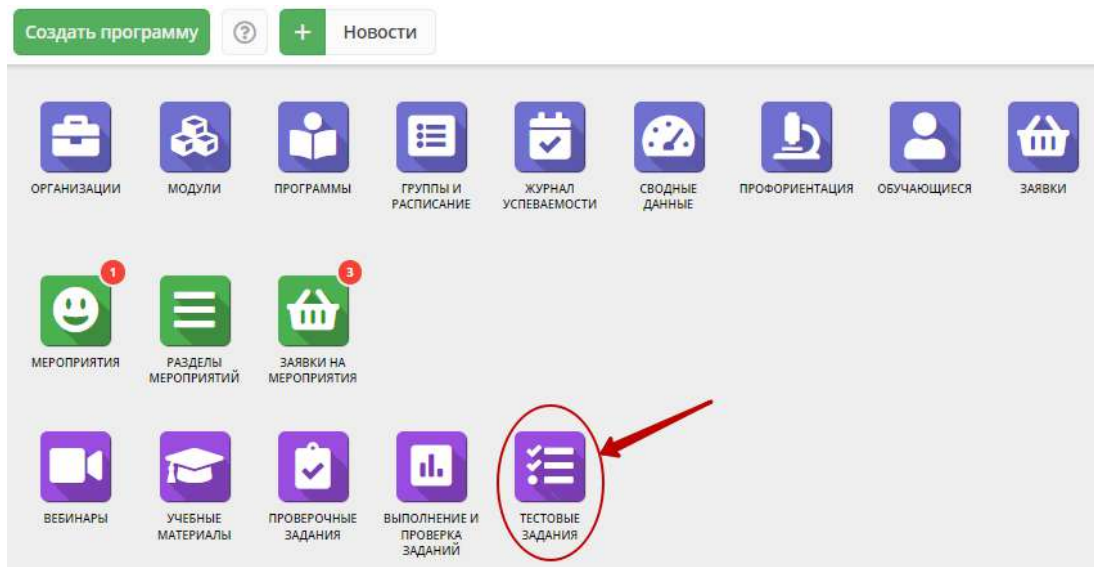 Создать программу
?
+ Новости
ОРГАНИЗАЦИИ
МОДУЛИ
ПРОГРАММЫ
ГРУППЫ И
РАСПИСАНИЕ
ЖУРНАЛ
УСПЕВАЕМОСТИ
СВОДНЫЕ
ДАННЫЕ
ПРОФОРИЕНТАЦИЯ
ОБУЧАЮЩИЕСЯ
ЗАЯВКИ
1
МЕРОПРИЯТИЯ
РАЗДЕЛЫ
МЕРОПРИЯТИЙ
3
ЗАЯВКИ НА
МЕРОПРИЯТИЯ
ВЕБИНАРЫ
УЧЕБНЫЕ
МАТЕРИАЛЫ
ПРОВЕРОЧНЫЕ
ЗАДАНИЯ
ВЫПОЛНЕНИЕ И
ПРОВЕРКА
ЗАДАНИЙ
ТЕСТОВЫЕ
ЗАДАНИЯ